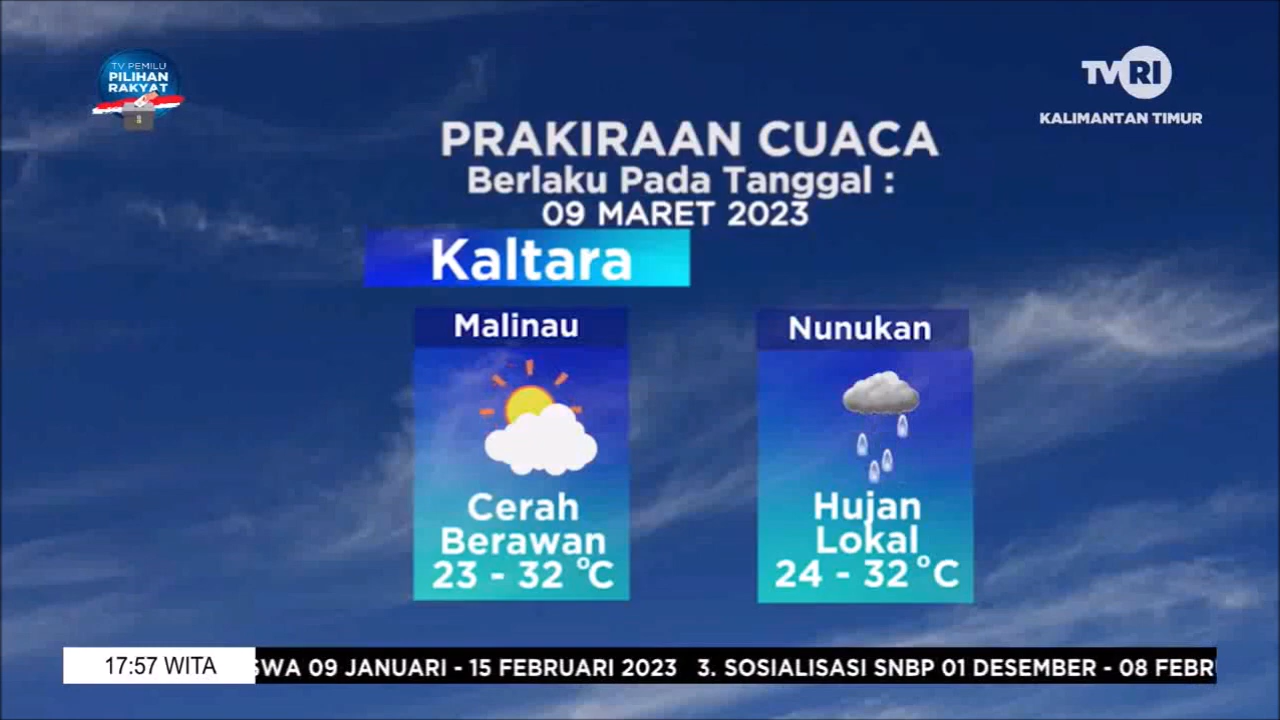 TV PEMILU
PILIHAN
RAKYAT
TVRI
KALIMANTAN TIMUR
PRAKIRAAN CUACA
Berlaku Pada Tanggal :
09 MARET 2023
Kaltara
Malinau
Cerah
Berawan
23 - 32 °C
Nunukan
Hujan
Lokal
24 - 32 °C
17:57 WITA
SWA 09 JANUARI - 15 FEBRUARI 2023 3. SOSIALISASI SNBP 01 DESEMBER - 08 FEBR